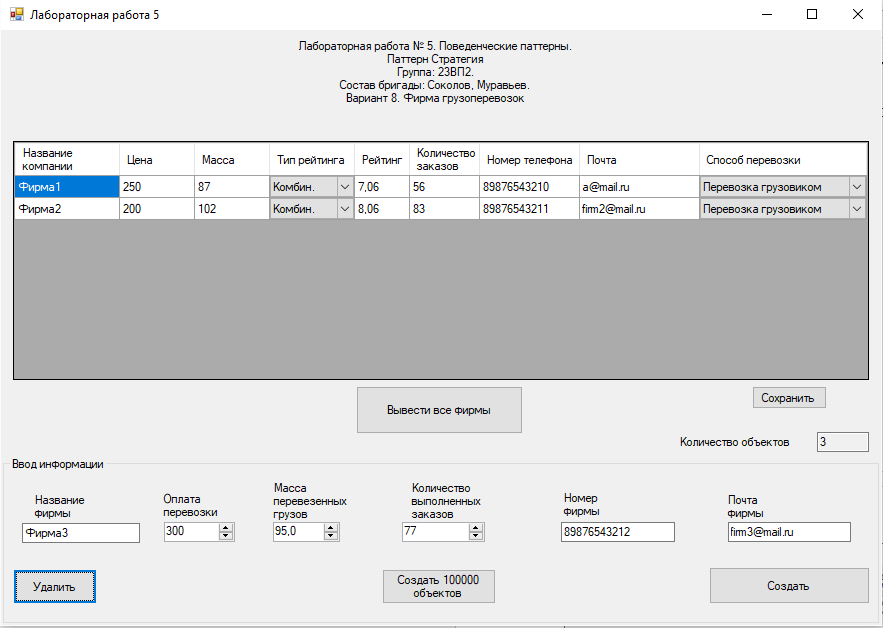 Лабораторная работа 5
Лабораторная работа № 5. Поведенческие паттерны.
Паттерн Стратегия
Группа: 23ВП2.
Состав бригады: Соколов, Муравьев.
Вариант 8. Фирма грузоперевозок
Название компании Цена Масса Тип рейтинга Рейтинг Количество заказов Номер телефона Почта Способ перевозки
Фирма1 250 87 Комбин. 7,06 56 89876543210 a@mail.ru Перевозка грузовиком
Фирма2 200 102 Комбин. 8,06 83 89876543211 firm2@mail.ru Перевозка грузовиком
Вывести все фирмы
Сохранить
Количество объектов 3
Ввод информации
Название
фирмы
Оплата
перевозки
Масса
перевезенных
грузов
Количество
выполненных
заказов
Номер
фирмы
Почта
фирмы
Фирма3 300 95,0 77 89876543212 firm3@mail.ru
Удалить
Создать 100000
объектов
Создать